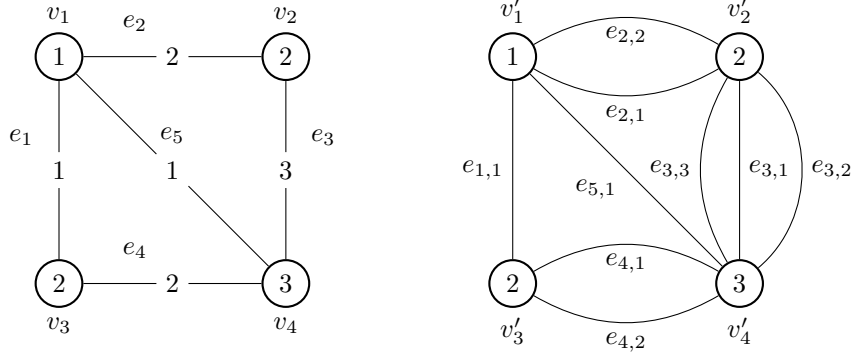 v₁ e₂ v₂
1 2 2
e₁ e₅ e₃
1 1 3
e₄
2 2 3
v₃ v₄
v′₁ v′₂
e₂,₂
1 2
e₂,₁
e₁,₁ e₅,₁ e₃,₃ e₃,₁ e₃,₂
e₄,₁
2 3
v′₃ v′₄
e₄,₂